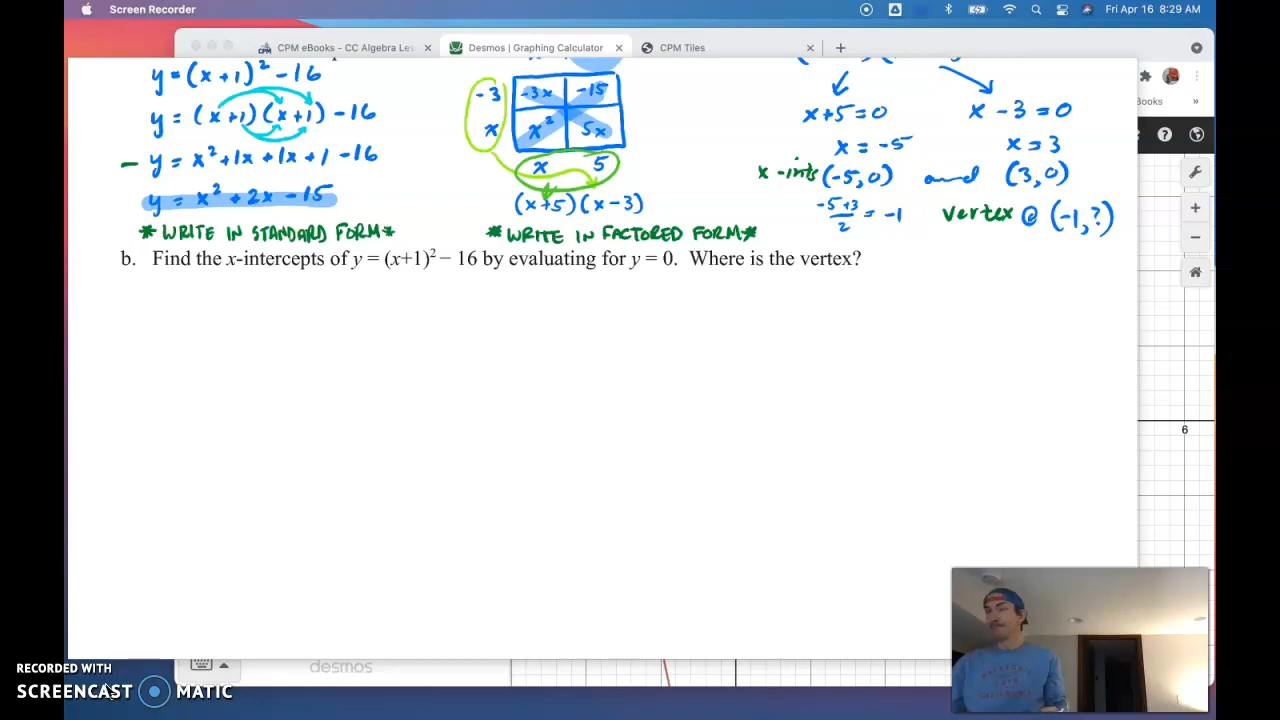 Screen Recorder
Fri Apr 16 8:29 AM
CPM eBooks - CC Algebra Les
Desmos | Graphing Calculator
CPM Tiles
Books
y = (x+1)² -16
y = (x+1)(x+1) -16
y = x² + 1x + 1x + 1 -16
y = x² + 2x - 15
* WRITE IN STANDARD FORM *
-3 -3x -15
x x² 5x
x 5
(x+5)(x-3)
* WRITE IN FACTORED FORM *
x+5=0 x-3=0
x = -5 x=3
x-ints (-5,0) and (3,0)
-5+3/2 = -1 vertex @ (-1,?)
b. Find the x-intercepts of y = (x+1)² − 16 by evaluating for y = 0. Where is the vertex?
6
desmos
RECORDED WITH
SCREENCAST MATIC